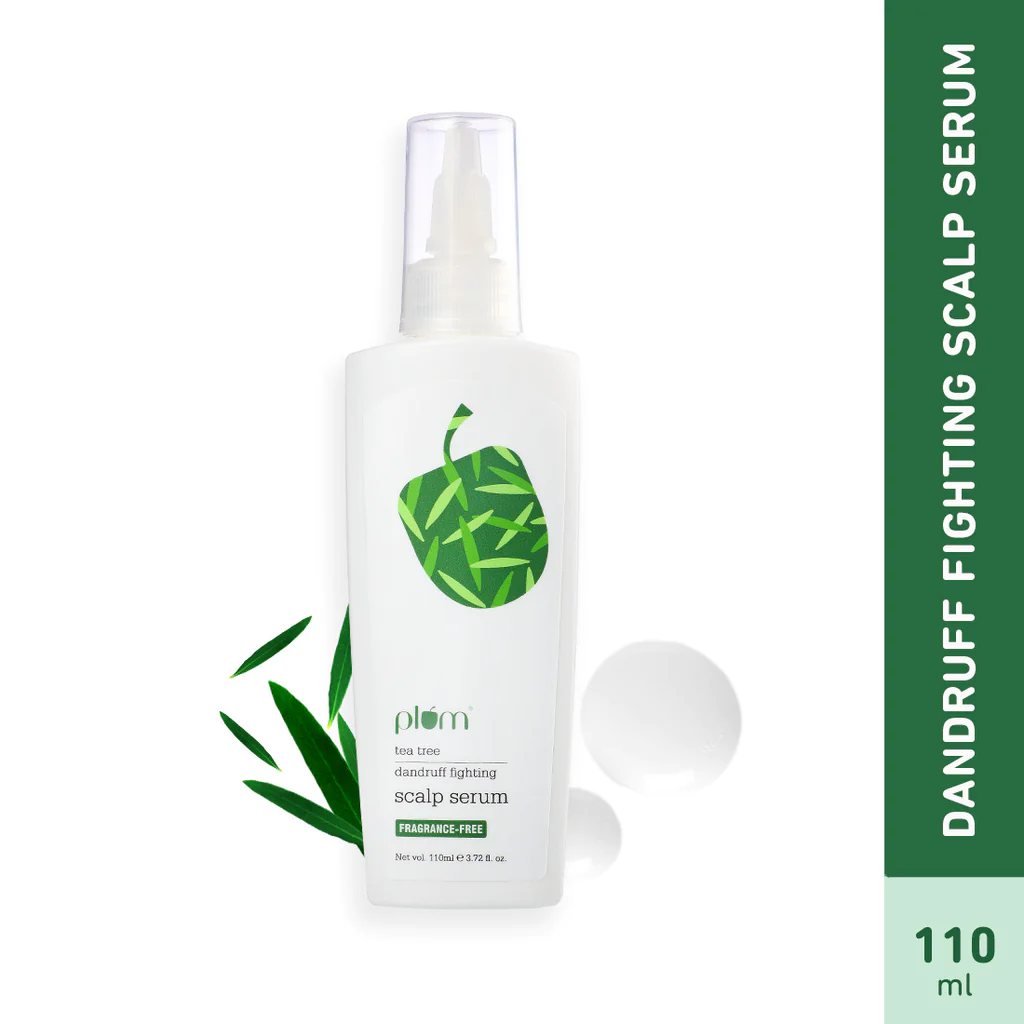 plum®
tea tree
dandruff fighting
scalp serum
FRAGRANCE-FREE
Net vol. 110ml ℮ 3.72 fl. oz.
DANDRUFF FIGHTING SCALP SERUM
110
ml